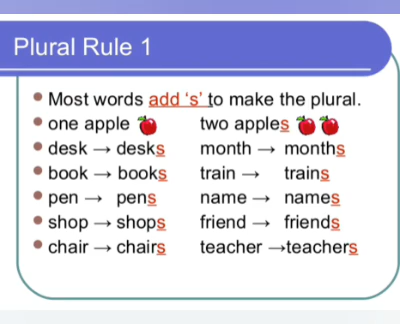 Plural Rule 1
Most words add ‘s’ to make the plural.
one apple two apples
desk → desks month → months
book → books train → trains
pen → pens name → names
shop → shops friend → friends
chair → chairs teacher →teachers